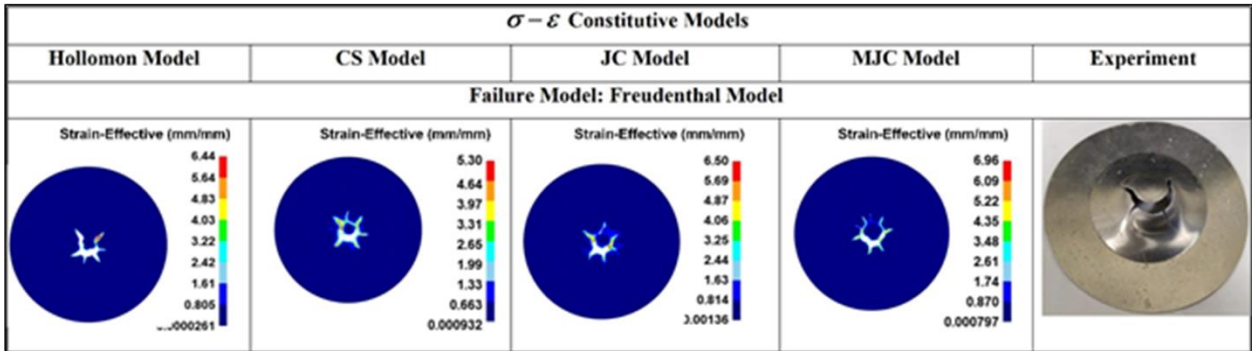 σ – ε Constitutive Models
Hollomon Model CS Model JC Model MJC Model Experiment
Failure Model: Freudenthal Model
Strain-Effective (mm/mm) Strain-Effective (mm/mm) Strain-Effective (mm/mm) Strain-Effective (mm/mm)
6.44 5.30 6.50 6.96
5.64 4.64 5.69 6.09
4.83 3.97 4.87 5.22
4.03 3.31 4.06 4.35
3.22 2.65 3.25 3.48
2.42 1.99 2.44 2.61
1.61 1.33 1.63 1.74
0.805 0.663 0.814 0.870
0.000932 0.00136 0.000797